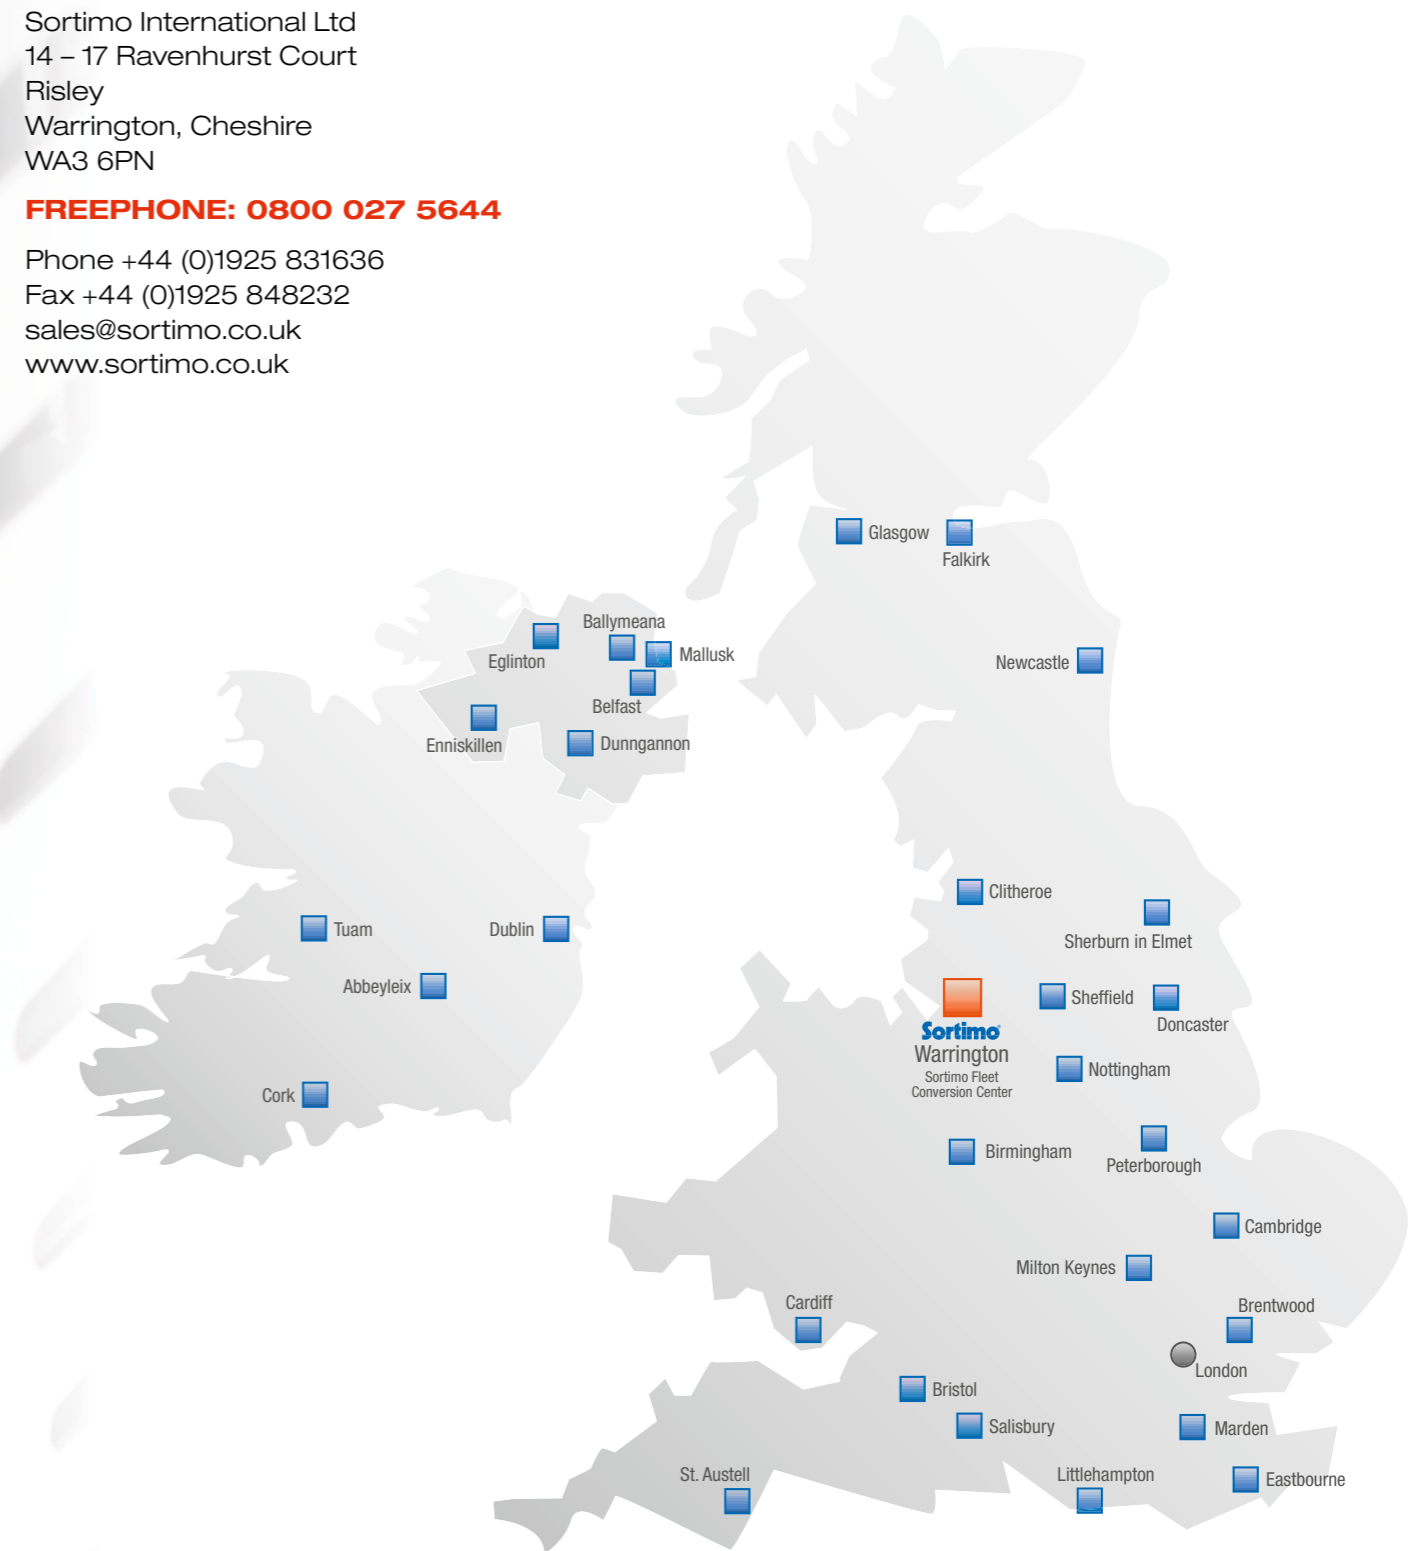 Sortimo International Ltd
14 – 17 Ravenhurst Court
Risley
Warrington, Cheshire
WA3 6PN
FREEPHONE: 0800 027 5644
Phone +44 (0)1925 831636
Fax +44 (0)1925 848232
sales@sortimo.co.uk
www.sortimo.co.uk
Glasgow
Falkirk
Ballymeana
Eglinton
Mallusk
Newcastle
Belfast
Enniskillen
Dunngannon
Clitheroe
Tuam
Dublin
Sherburn in Elmet
Abbeyleix
Sheffield
Doncaster
Sortimo
Warrington
Sortimo Fleet
Conversion Center
Nottingham
Cork
Birmingham
Peterborough
Cambridge
Milton Keynes
Cardiff
Brentwood
London
Bristol
Salisbury
Marden
St. Austell
Littlehampton
Eastbourne